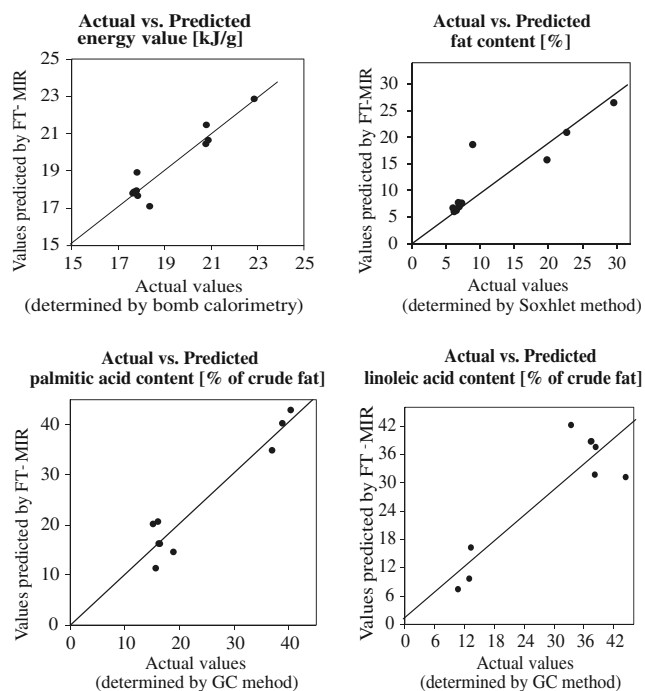 Actual vs. Predicted
energy value [kJ/g]
Values predicted by FT- MIR
25
23
21
19
17
15
15 17 19 21 23 25
Actual values
(determined by bomb calorimetry)
Actual vs. Predicted
fat content [%]
Values predicted by FT-MIR
30
25
20
15
10
5
0
0 5 10 15 20 25 30
Actual values
(determined by Soxhlet method)
Actual vs. Predicted
palmitic acid content [% of crude fat]
Values predicted by FT -MIR
40
30
20
10
0
0 10 20 30 40
Actual values
(determined by GC mehod)
Actual vs. Predicted
linoleic acid content [% of crude fat]
Values predicted by FT -MIR
42
36
29
21
13
6
0
0 6 12 18 24 30 36 42
Actual values
(determined by GC method)